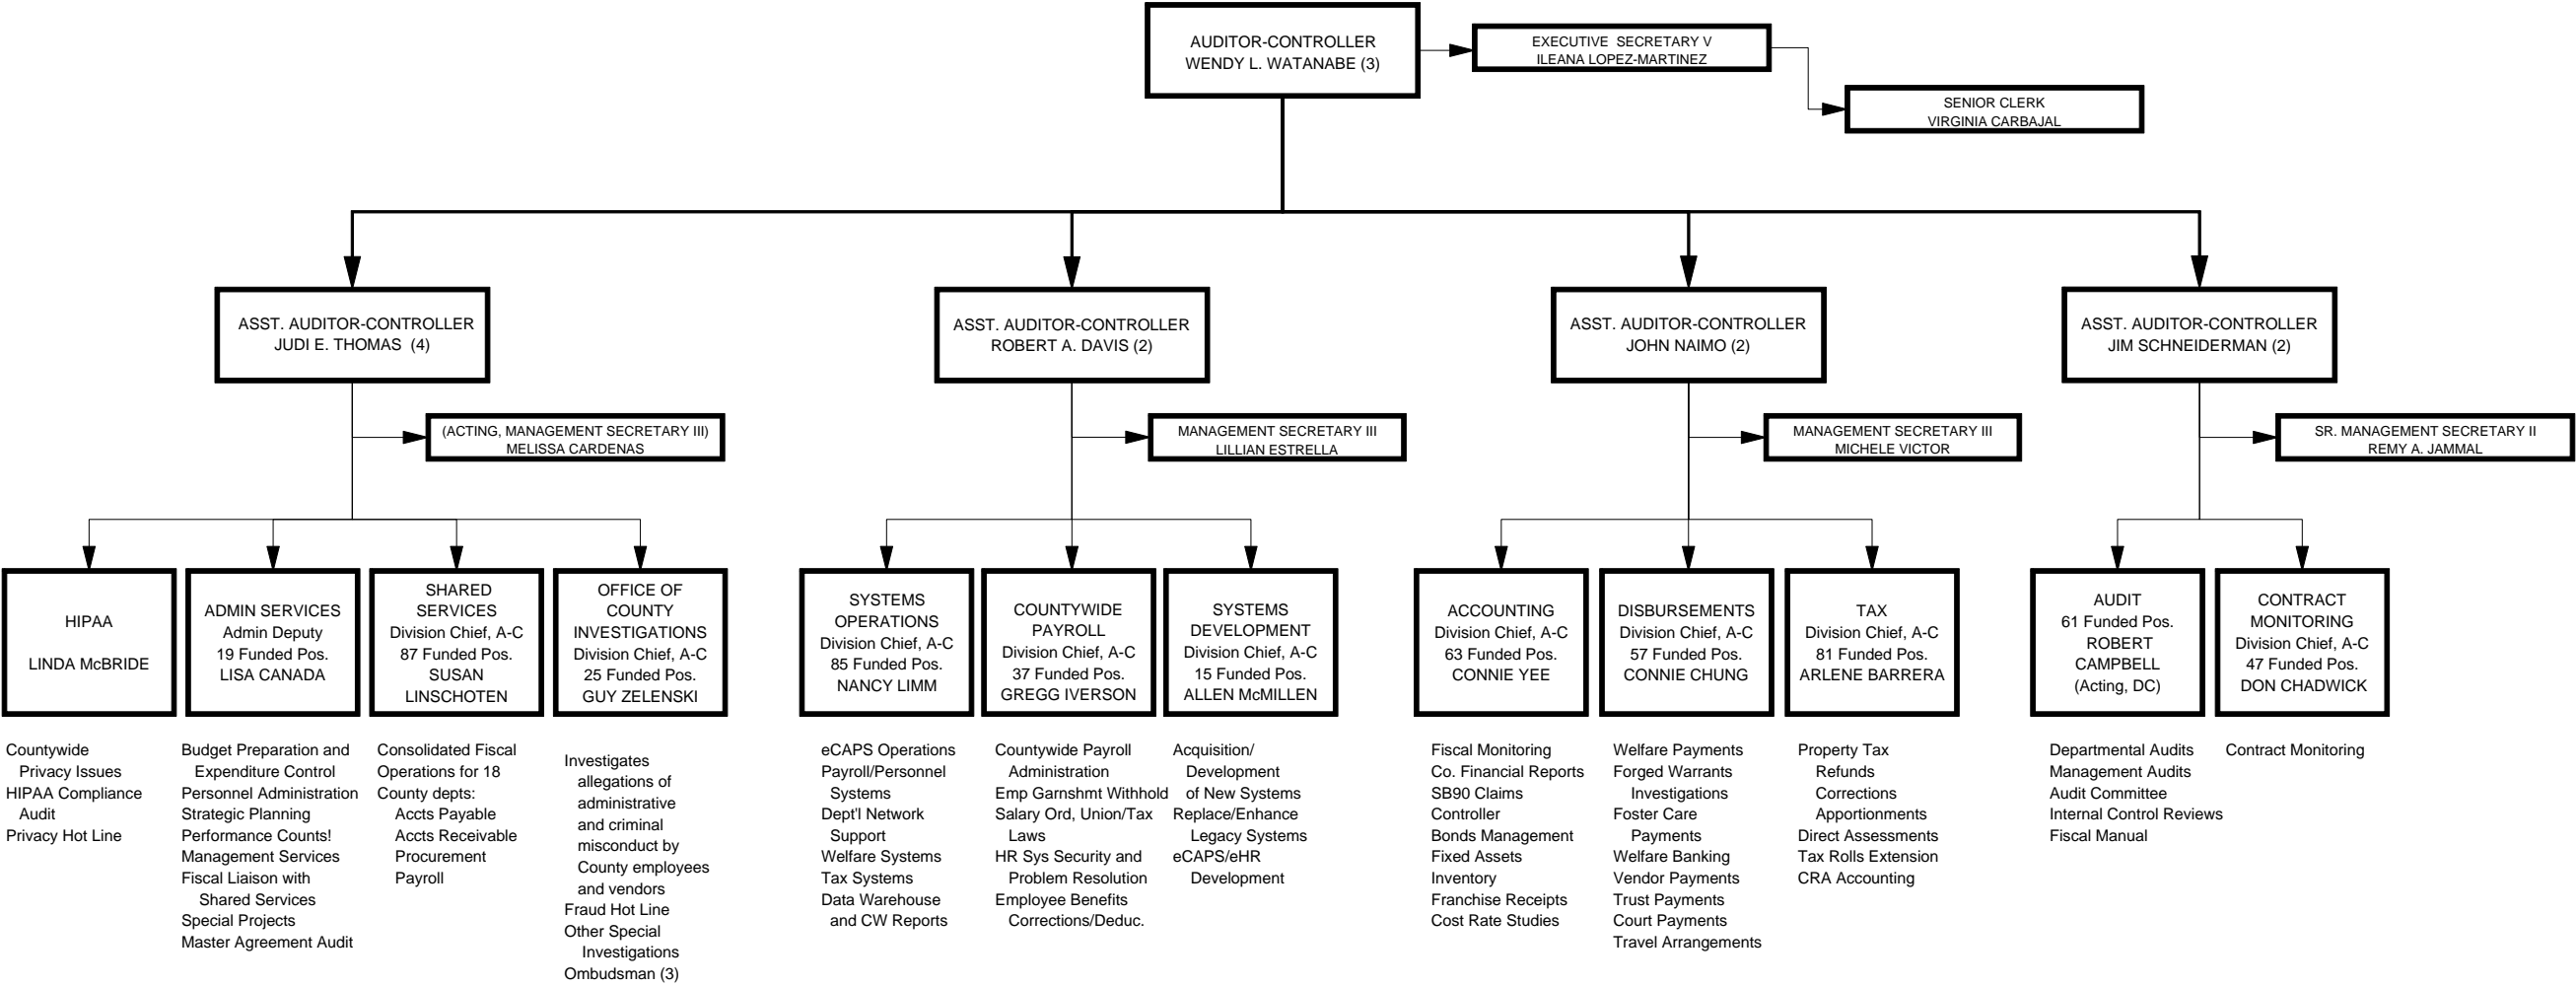 AUDITOR-CONTROLLER
WENDY L. WATANABE (3)
EXECUTIVE SECRETARY V
ILEANA LOPEZ-MARTINEZ
SENIOR CLERK
VIRGINIA CARBAJAL
ASST. AUDITOR-CONTROLLER
JUDI E. THOMAS (4)
ASST. AUDITOR-CONTROLLER
ROBERT A. DAVIS (2)
ASST. AUDITOR-CONTROLLER
JOHN NAIMO (2)
ASST. AUDITOR-CONTROLLER
JIM SCHNEIDERMAN (2)
(ACTING, MANAGEMENT SECRETARY III)
MELISSA CARDENAS
MANAGEMENT SECRETARY III
LILLIAN ESTRELLA
MANAGEMENT SECRETARY III
MICHELE VICTOR
SR. MANAGEMENT SECRETARY II
REMY A. JAMMAL
HIPAA
LINDA McBRIDE
ADMIN SERVICES
Admin Deputy
19 Funded Pos.
LISA CANADA
SHARED
SERVICES
Division Chief, A-C
87 Funded Pos.
SUSAN
LINSCHOTEN
OFFICE OF
COUNTY
INVESTIGATIONS
Division Chief, A-C
25 Funded Pos.
GUY ZELENSKI
SYSTEMS
OPERATIONS
Division Chief, A-C
85 Funded Pos.
NANCY LIMM
COUNTYWIDE
PAYROLL
Division Chief, A-C
37 Funded Pos.
GREGG IVERSON
SYSTEMS
DEVELOPMENT
Division Chief, A-C
15 Funded Pos.
ALLEN McMILLEN
ACCOUNTING
Division Chief, A-C
63 Funded Pos.
CONNIE YEE
DISBURSEMENTS
Division Chief, A-C
57 Funded Pos.
CONNIE CHUNG
TAX
Division Chief, A-C
81 Funded Pos.
ARLENE BARRERA
AUDIT
61 Funded Pos.
ROBERT
CAMPBELL
(Acting, DC)
CONTRACT
MONITORING
Division Chief, A-C
47 Funded Pos.
DON CHADWICK
Countywide
Privacy Issues
HIPAA Compliance
Audit
Privacy Hot Line
Budget Preparation and
Expenditure Control
Personnel Administration
Strategic Planning
Performance Counts!
Management Services
Fiscal Liaison with
Shared Services
Special Projects
Master Agreement Audit
Consolidated Fiscal
Operations for 18
County depts:
Accts Payable
Accts Receivable
Procurement
Payroll
Investigates
allegations of
administrative
and criminal
misconduct by
County employees
and vendors
Fraud Hot Line
Other Special
Investigations
Ombudsman (3)
eCAPS Operations
Payroll/Personnel
Systems
Dept'l Network
Support
Welfare Systems
Tax Systems
Data Warehouse
and CW Reports
Countywide Payroll
Administration
Emp Garnshmt Withhold
Salary Ord, Union/Tax
Laws
HR Sys Security and
Problem Resolution
Employee Benefits
Corrections/Deduc.
Acquisition/
Development
of New Systems
Replace/Enhance
Legacy Systems
eCAPS/eHR
Development
Fiscal Monitoring
Co. Financial Reports
SB90 Claims
Controller
Bonds Management
Fixed Assets
Inventory
Franchise Receipts
Cost Rate Studies
Welfare Payments
Forged Warrants
Investigations
Foster Care
Payments
Welfare Banking
Vendor Payments
Trust Payments
Court Payments
Travel Arrangements
Property Tax
Refunds
Corrections
Apportionments
Direct Assessments
Tax Rolls Extension
CRA Accounting
Departmental Audits
Management Audits
Audit Committee
Internal Control Reviews
Fiscal Manual
Contract Monitoring